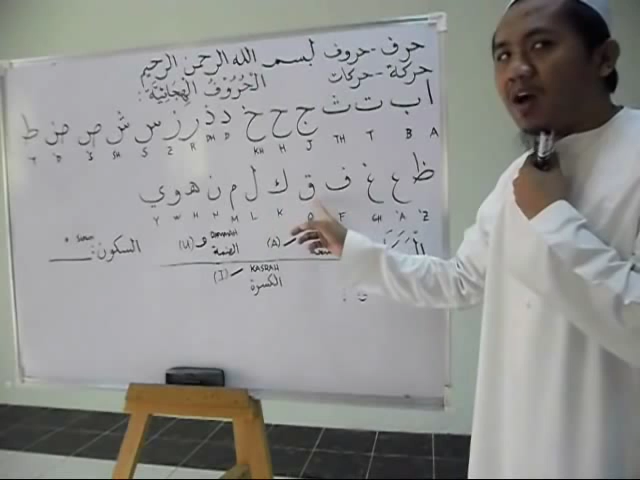 حرف - حروف بسم الله الرحمن الرحيم
حركة - حركات
الْحُرُوْفُ الْهِجَائِيَّةُ :
ا ب ت ث ج ح خ د ذ ر ز س ش ص ض ط
A B T TH J H KH D DH R Z S SH S D T
ظ ع غ ف ق ك ل م ن ه و ي
Z 'A GH F Q K L M N H W Y
(A) DAMMAH (U) Sukun
الضمة السكون:
(I) KASRAH
الكسرة